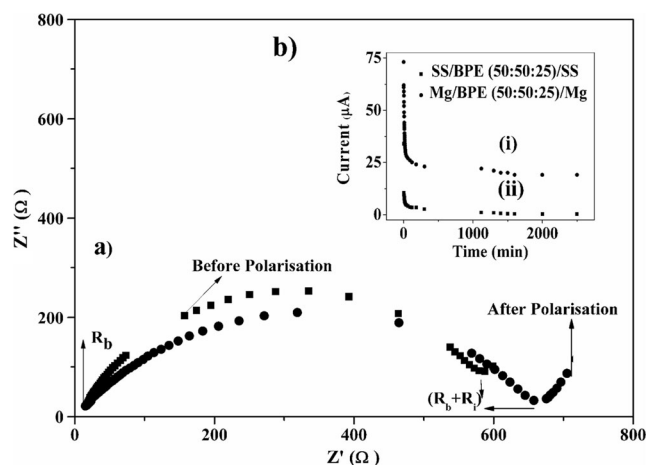 b)
a)
800
600
400
200
0
Z'' (Ω)
0 200 400 600 800
Z' (Ω)
Before Polarisation
After Polarisation
R_b
(R_b+R_i)
75
50
25
0
Current (μA)
SS/BPE (50:50:25)/SS
Mg/BPE (50:50:25)/Mg
(i)
(ii)
0 1000 2000
Time (min)